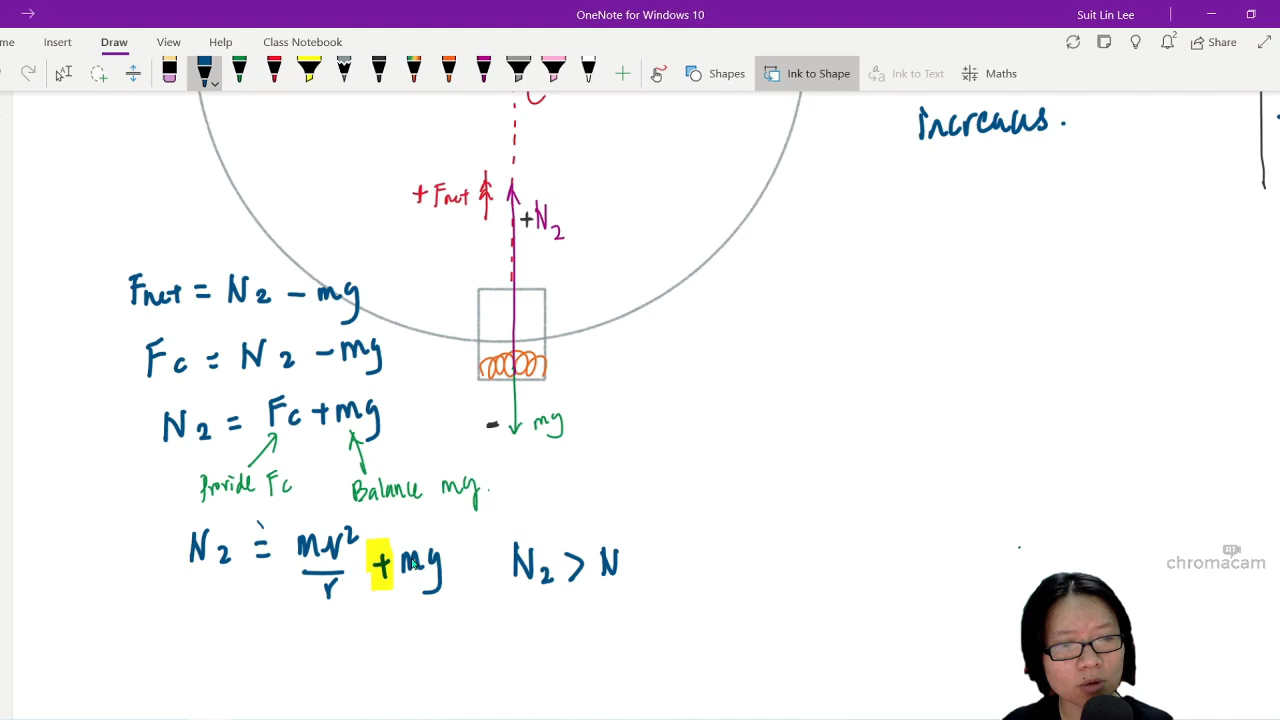 OneNote for Windows 10
Suit Lin Lee
me Insert Draw View Help Class Notebook
Share
Shapes
Ink to Shape
Ink to Text
Maths
C
increases.
+ Fnet
+N2
Fnet = N2 - mg
Fc = N2 - mg
N2 = Fc + mg
- mg
Provide Fc
Balance mg.
N2 = mv²/r + mg
N2 > N
chromacam